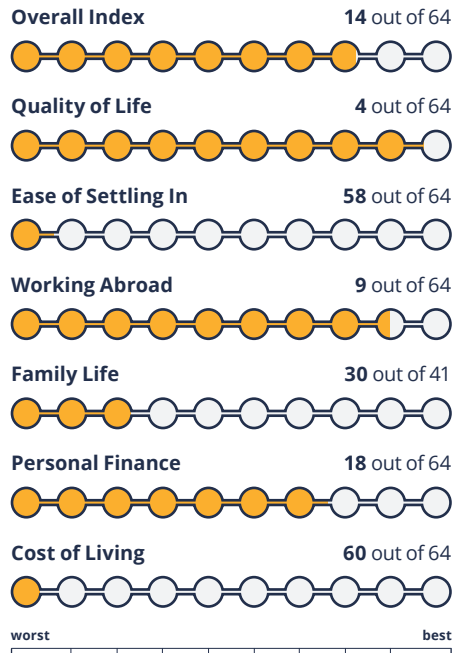 Overall Index 14 out of 64
Quality of Life 4 out of 64
Ease of Settling In 58 out of 64
Working Abroad 9 out of 64
Family Life 30 out of 41
Personal Finance 18 out of 64
Cost of Living 60 out of 64
worst best